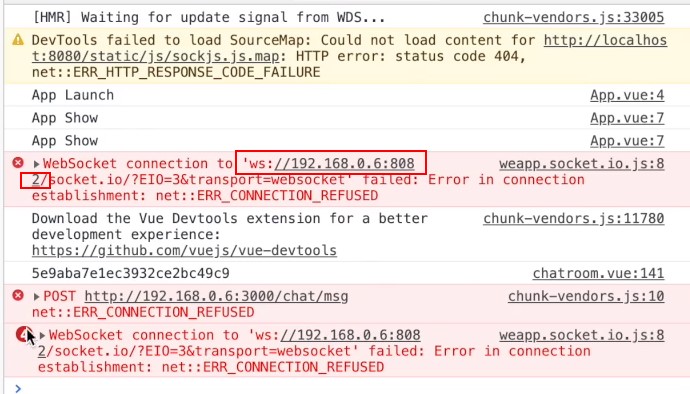 [HMR] Waiting for update signal from WDS... chunk-vendors.js:33005
DevTools failed to load SourceMap: Could not load content for http://localhos
t:8080/static/js/sockjs.js.map: HTTP error: status code 404,
net::ERR_HTTP_RESPONSE_CODE_FAILURE
App Launch App.vue:4
App Show App.vue:7
App Show App.vue:7
WebSocket connection to 'ws://192.168.0.6:808 weapp.socket.io.js:8
2/socket.io/?EIO=3&transport=websocket' failed: Error in connection
establishment: net::ERR_CONNECTION_REFUSED
Download the Vue Devtools extension for a better chunk-vendors.js:11780
development experience:
https://github.com/vuejs/vue-devtools
5e9aba7e1ec3932ce2bc49c9 chatroom.vue:141
POST http://192.168.0.6:3000/chat/msg chunk-vendors.js:10
net::ERR_CONNECTION_REFUSED
WebSocket connection to 'ws://192.168.0.6:808 weapp.socket.io.js:8
2/socket.io/?EIO=3&transport=websocket' failed: Error in connection
establishment: net::ERR_CONNECTION_REFUSED